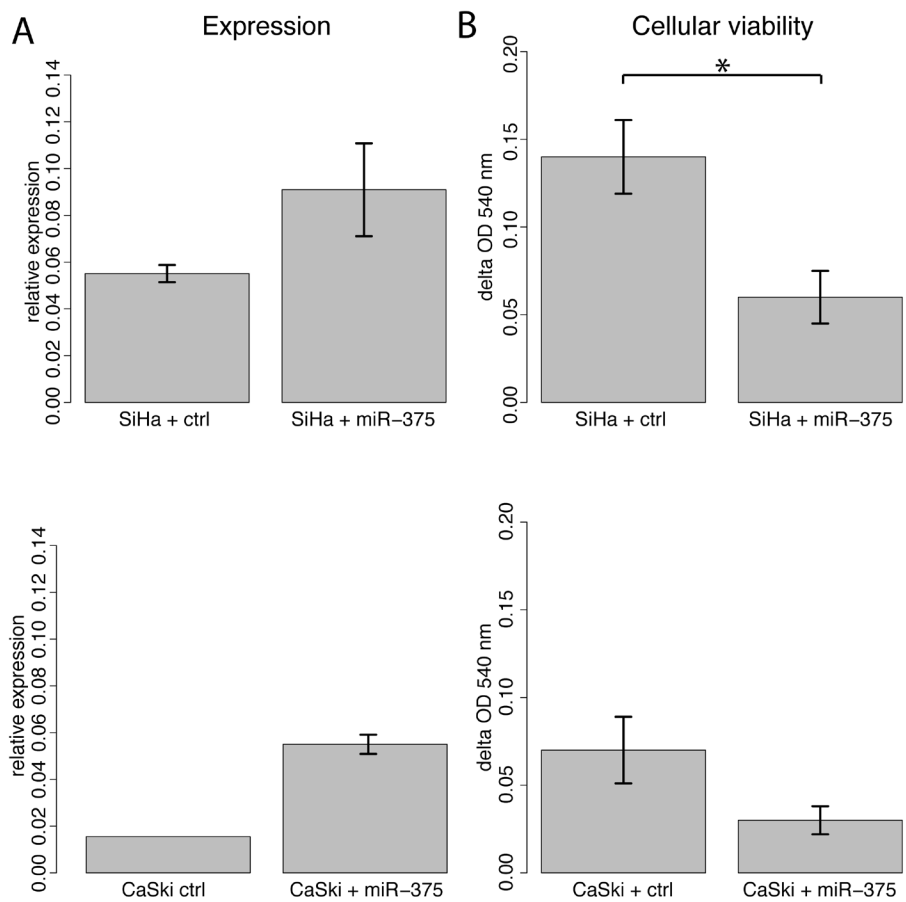 A
Expression
B
Cellular viability
relative expression
0.00 0.02 0.04 0.06 0.08 0.10 0.12 0.14
SiHa + ctrl
SiHa + miR−375
delta OD 540 nm
0.00 0.05 0.10 0.15 0.20
*
SiHa + ctrl
SiHa + miR−375
relative expression
0.00 0.02 0.04 0.06 0.08 0.10 0.12 0.14
CaSki ctrl
CaSki + miR−375
delta OD 540 nm
0.00 0.05 0.10 0.15 0.20
CaSki + ctrl
CaSki + miR−375